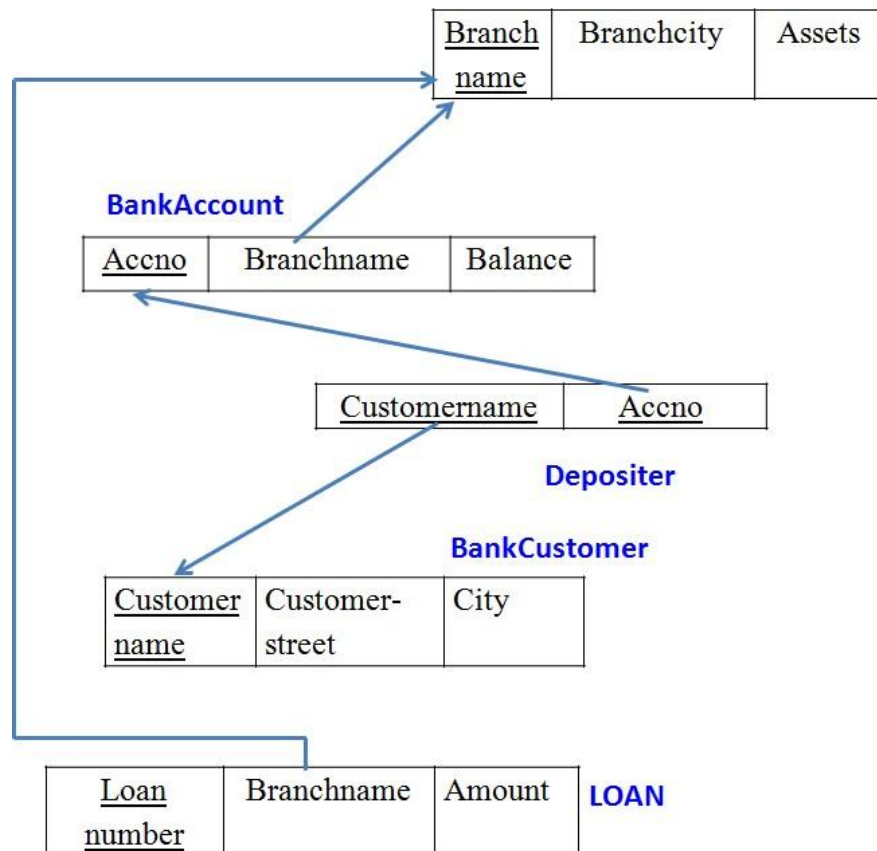 Branch name Branchcity Assets
BankAccount
Accno Branchname Balance
Customername Accno
Depositer
BankCustomer
Customer name Customer-street City
Loan number Branchname Amount LOAN